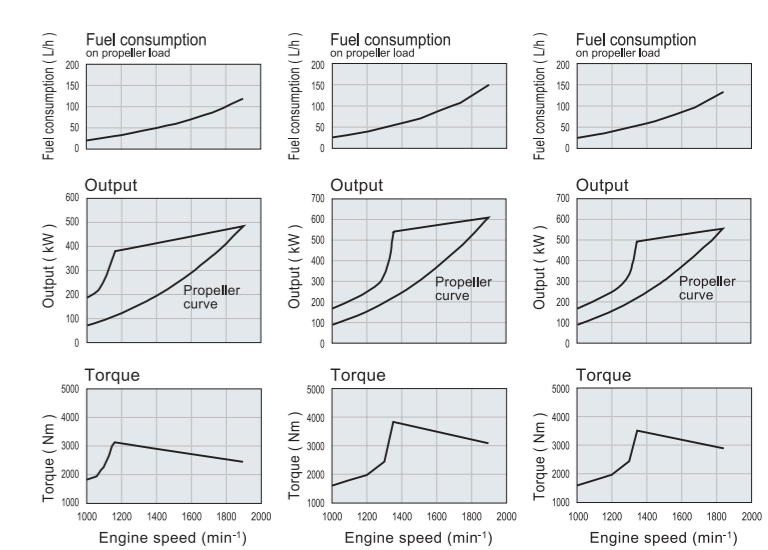 Fuel consumption
on propeller load
Fuel consumption ( L/h )
200
150
100
50
0
Fuel consumption
on propeller load
Fuel consumption ( L/h )
200
150
100
50
0
Fuel consumption
on propeller load
Fuel consumption ( L/h )
200
150
100
50
0
Output
Output ( kW )
600
500
400
300
200
100
0
Propeller
curve
Output
Output ( kW )
700
600
500
400
300
200
100
0
Propeller
curve
Output
Output ( kW )
700
600
500
400
300
200
100
0
Propeller
curve
Torque
Torque ( Nm )
5000
4000
3000
2000
1000
1000 1200 1400 1600 1800 2000
Engine speed (min-1)
Torque
Torque ( Nm )
5000
4000
3000
2000
1000
1000 1200 1400 1600 1800 2000
Engine speed (min-1)
Torque
Torque ( Nm )
5000
4000
3000
2000
1000
1000 1200 1400 1600 1800 2000
Engine speed (min-1)